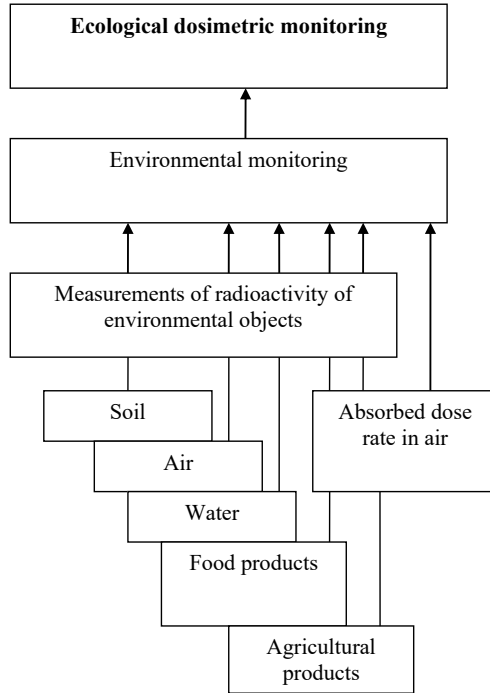 Ecological dosimetric monitoring
Environmental monitoring
Measurements of radioactivity of
environmental objects
Soil
Absorbed dose
rate in air
Air
Water
Food products
Agricultural
products